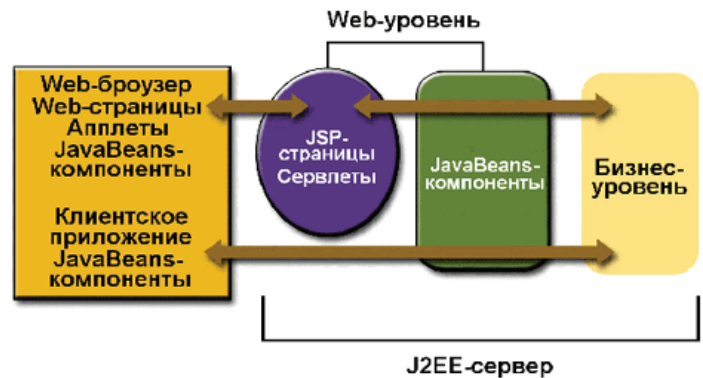 Web-уровень
Web-броузер
Web-страницы
Апплеты
JavaBeans-
компоненты
Клиентское
приложение
JavaBeans-
компоненты
JSP-
страницы
Сервлеты
JavaBeans-
компоненты
Бизнес-
уровень
J2EE-сервер